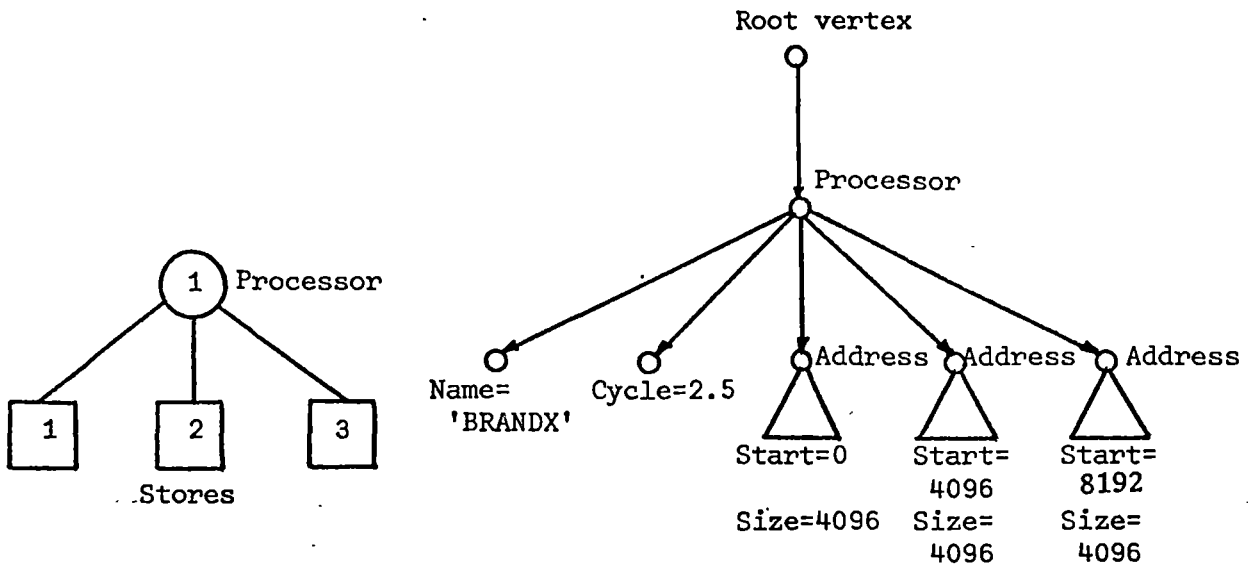 Root vertex
Processor
1 Processor
1 2 3
Stores
Address Address Address
Name=
'BRANDX'
Cycle=2.5
Start=0
Size=4096
Start=
4096
Size=
4096
Start=
8192
Size=
4096